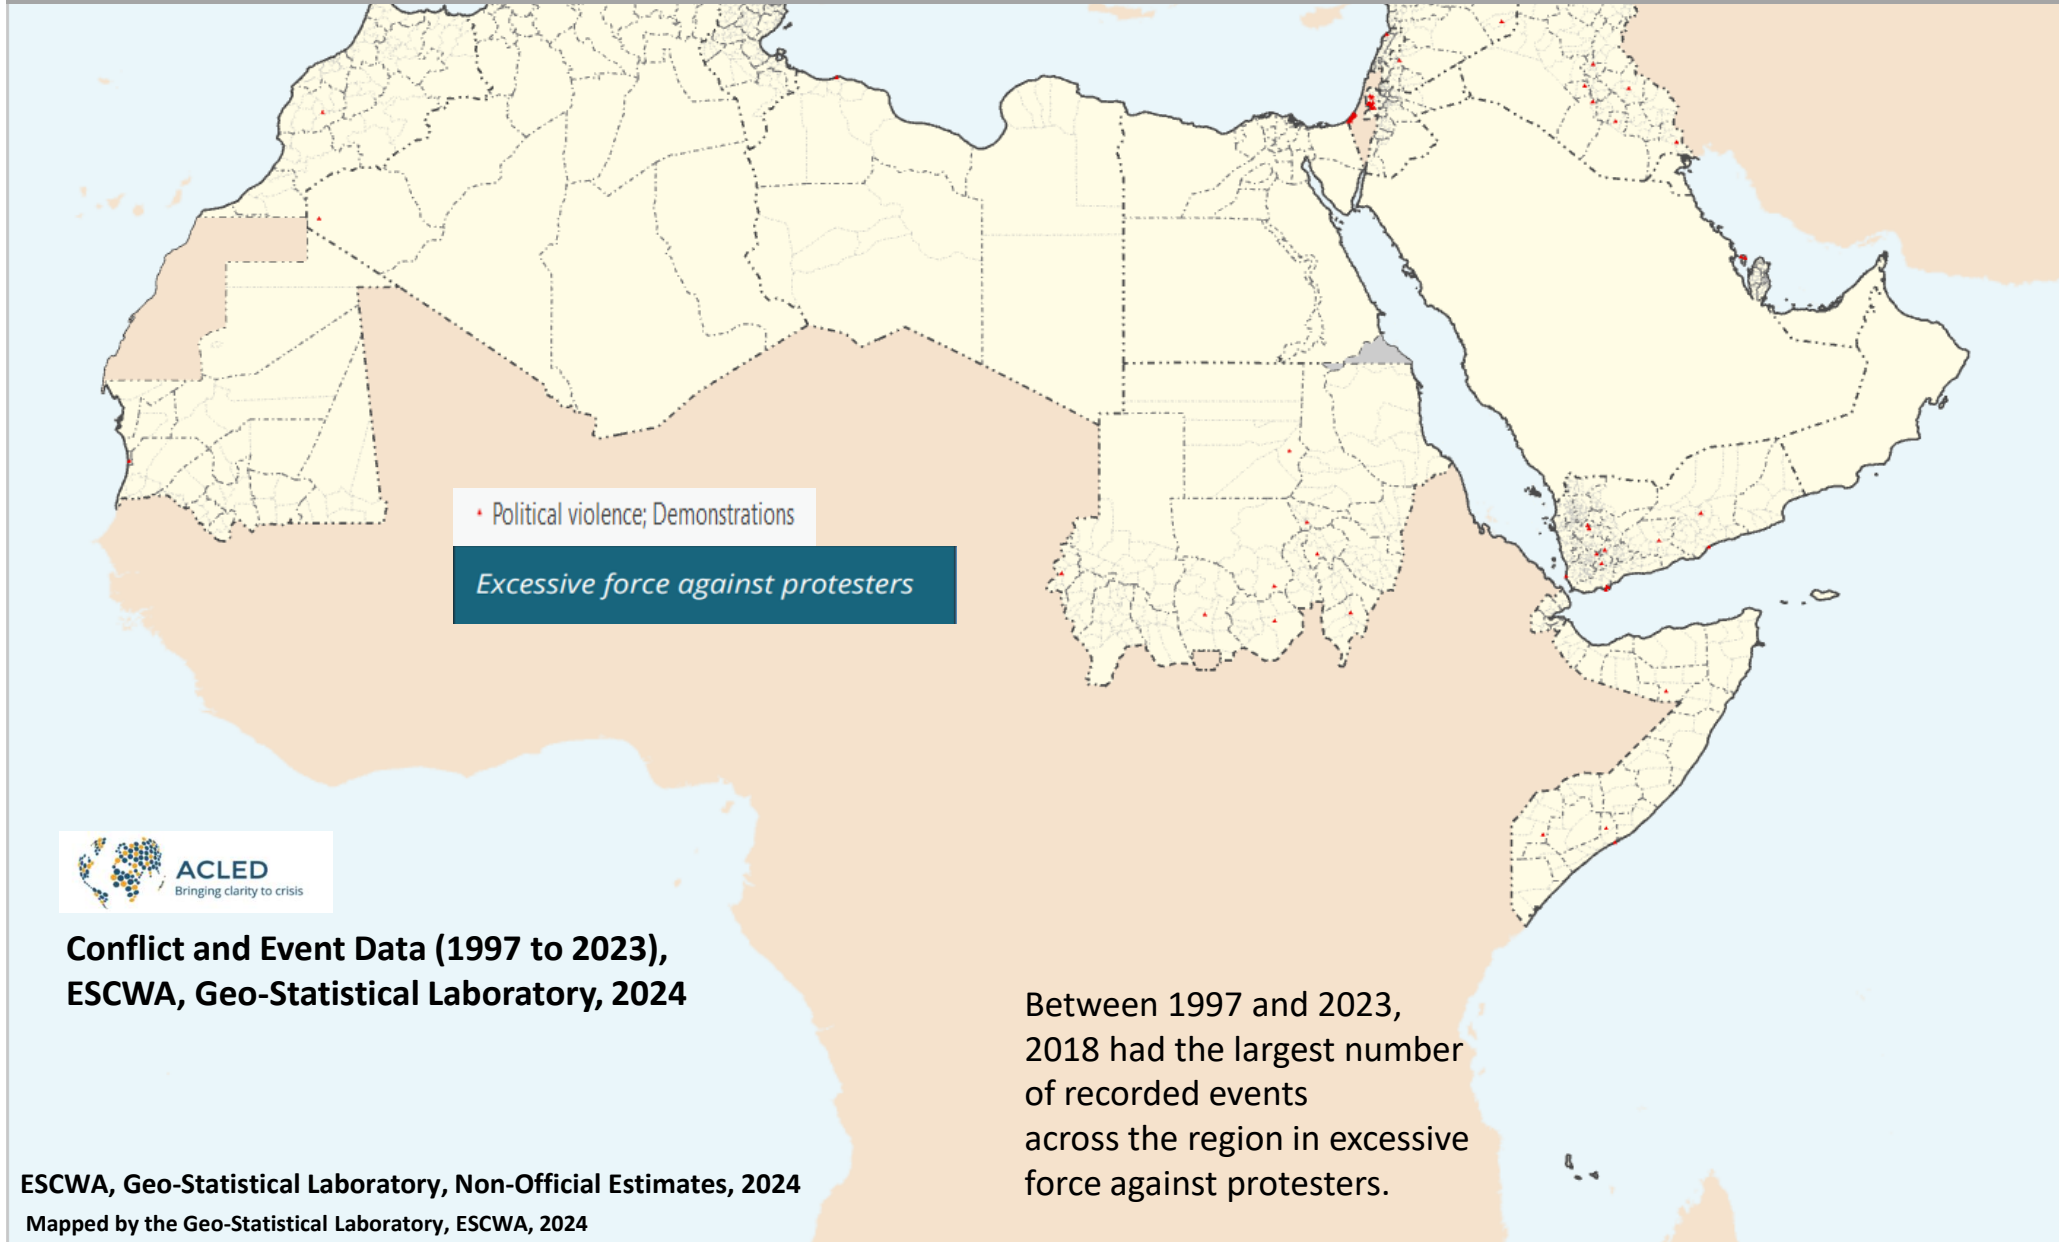 Political violence; Demonstrations
Excessive force against protesters
ACLED
Bringing clarity to crisis
Conflict and Event Data (1997 to 2023),
ESCWA, Geo-Statistical Laboratory, 2024
Between 1997 and 2023,
2018 had the largest number
of recorded events
across the region in excessive
force against protesters.
ESCWA, Geo-Statistical Laboratory, Non-Official Estimates, 2024
Mapped by the Geo-Statistical Laboratory, ESCWA, 2024